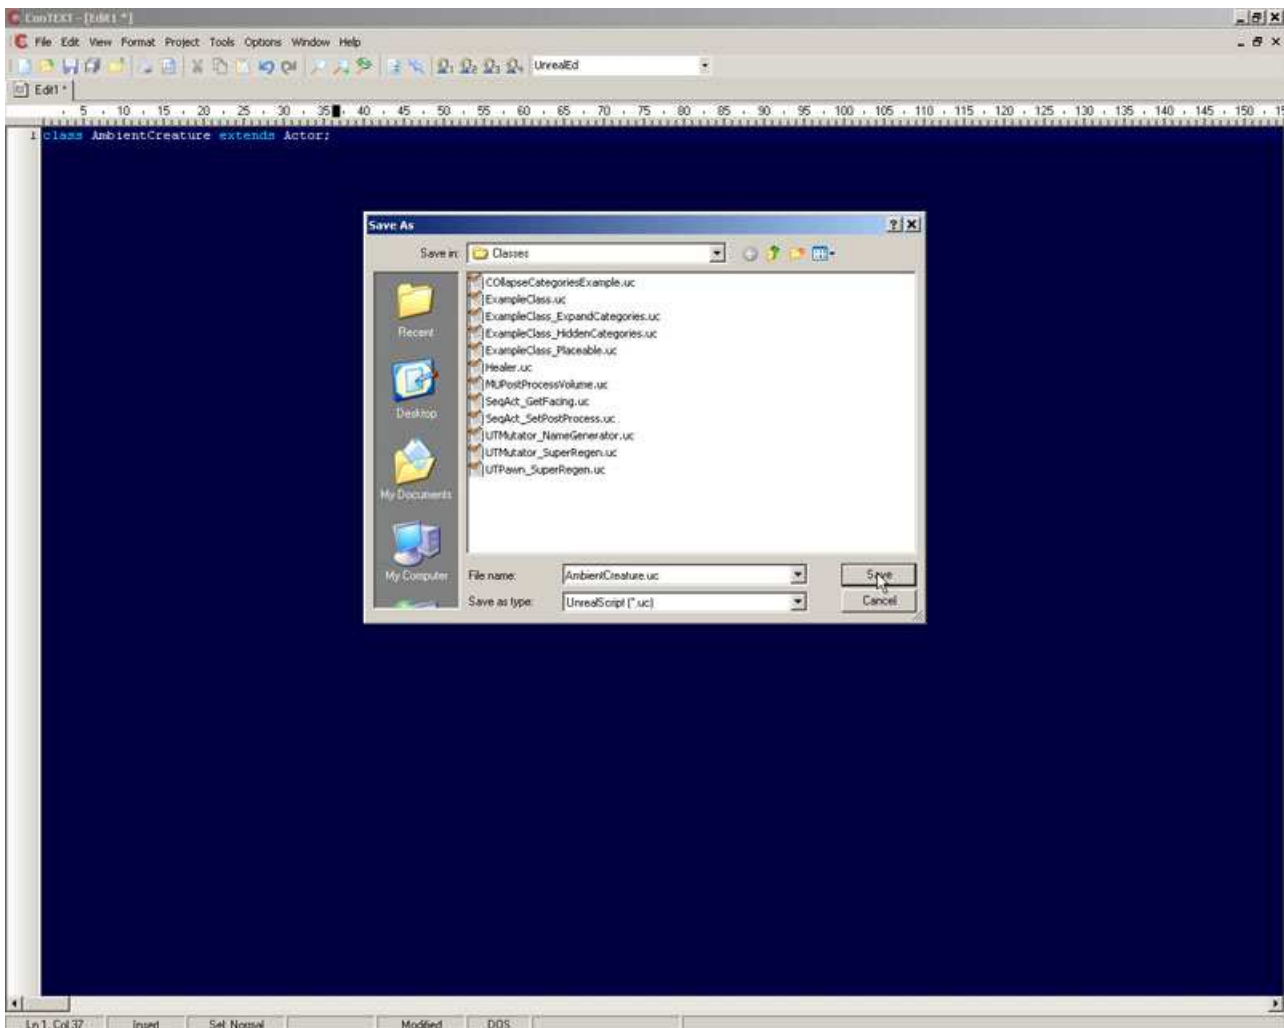 ConTEXT - [Edit1 *]
File Edit View Format Project Tools Options Window Help
UnrealEd
Edit1 *
5 10 15 20 25 30 35 40 45 50 55 60 65 70 75 80 85 90 95 100 105 110 115 120 125 130 135 140 145 150
1 class AmbientCreature extends Actor;
Save As
Save in: Classes
COllapseCategoriesExample.uc
ExampleClass.uc
ExampleClass_ExpandCategories.uc
ExampleClass_HiddenCategories.uc
ExampleClass_Placeable.uc
Healer.uc
MUPostProcessVolume.uc
SeqAct_GetFacing.uc
SeqAct_SetPostProcess.uc
UTMutator_NameGenerator.uc
UTMutator_SuperRegen.uc
UTPawn_SuperRegen.uc
Recent
Desktop
My Documents
My Computer
File name: AmbientCreature.uc Save
Save as type: UnrealScript (*.uc) Cancel
Ln 1, Col 37 Insert Sel: Normal Modified DOS